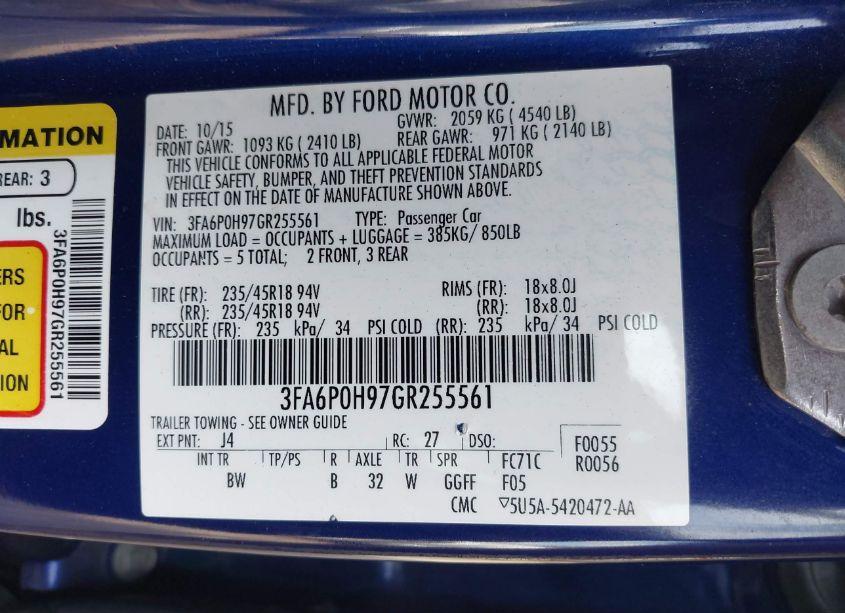 MFD. BY FORD MOTOR CO.
DATE: 10/15
GVWR: 2059 KG ( 4540 LB)
FRONT GAWR: 1093 KG ( 2410 LB)
REAR GAWR: 971 KG ( 2140 LB)
THIS VEHICLE CONFORMS TO ALL APPLICABLE FEDERAL MOTOR
VEHICLE SAFETY, BUMPER, AND THEFT PREVENTION STANDARDS
IN EFFECT ON THE DATE OF MANUFACTURE SHOWN ABOVE.
VIN: 3FA6P0H97GR255561 TYPE: Passenger Car
MAXIMUM LOAD = OCCUPANTS + LUGGAGE = 385KG/ 850LB
OCCUPANTS = 5 TOTAL; 2 FRONT, 3 REAR
TIRE (FR): 235/45R18 94V RIMS (FR): 18x8.0J
(RR): 235/45R18 94V (RR): 18x8.0J
PRESSURE (FR): 235 kPa/ 34 PSI COLD (RR): 235 kPa/ 34 PSI COLD
3FA6P0H97GR255561
TRAILER TOWING - SEE OWNER GUIDE
EXT PNT: J4 RC: 27 DSO: F0055
R0056
INT TR TP/PS R AXLE TR SPR FC71C
BW B 32 W GGFF F05
CMC ▽5U5A-5420472-AA
MATION
REAR: 3
lbs.
3FA6P0H97GR255561
ERS
FOR
AL
ION